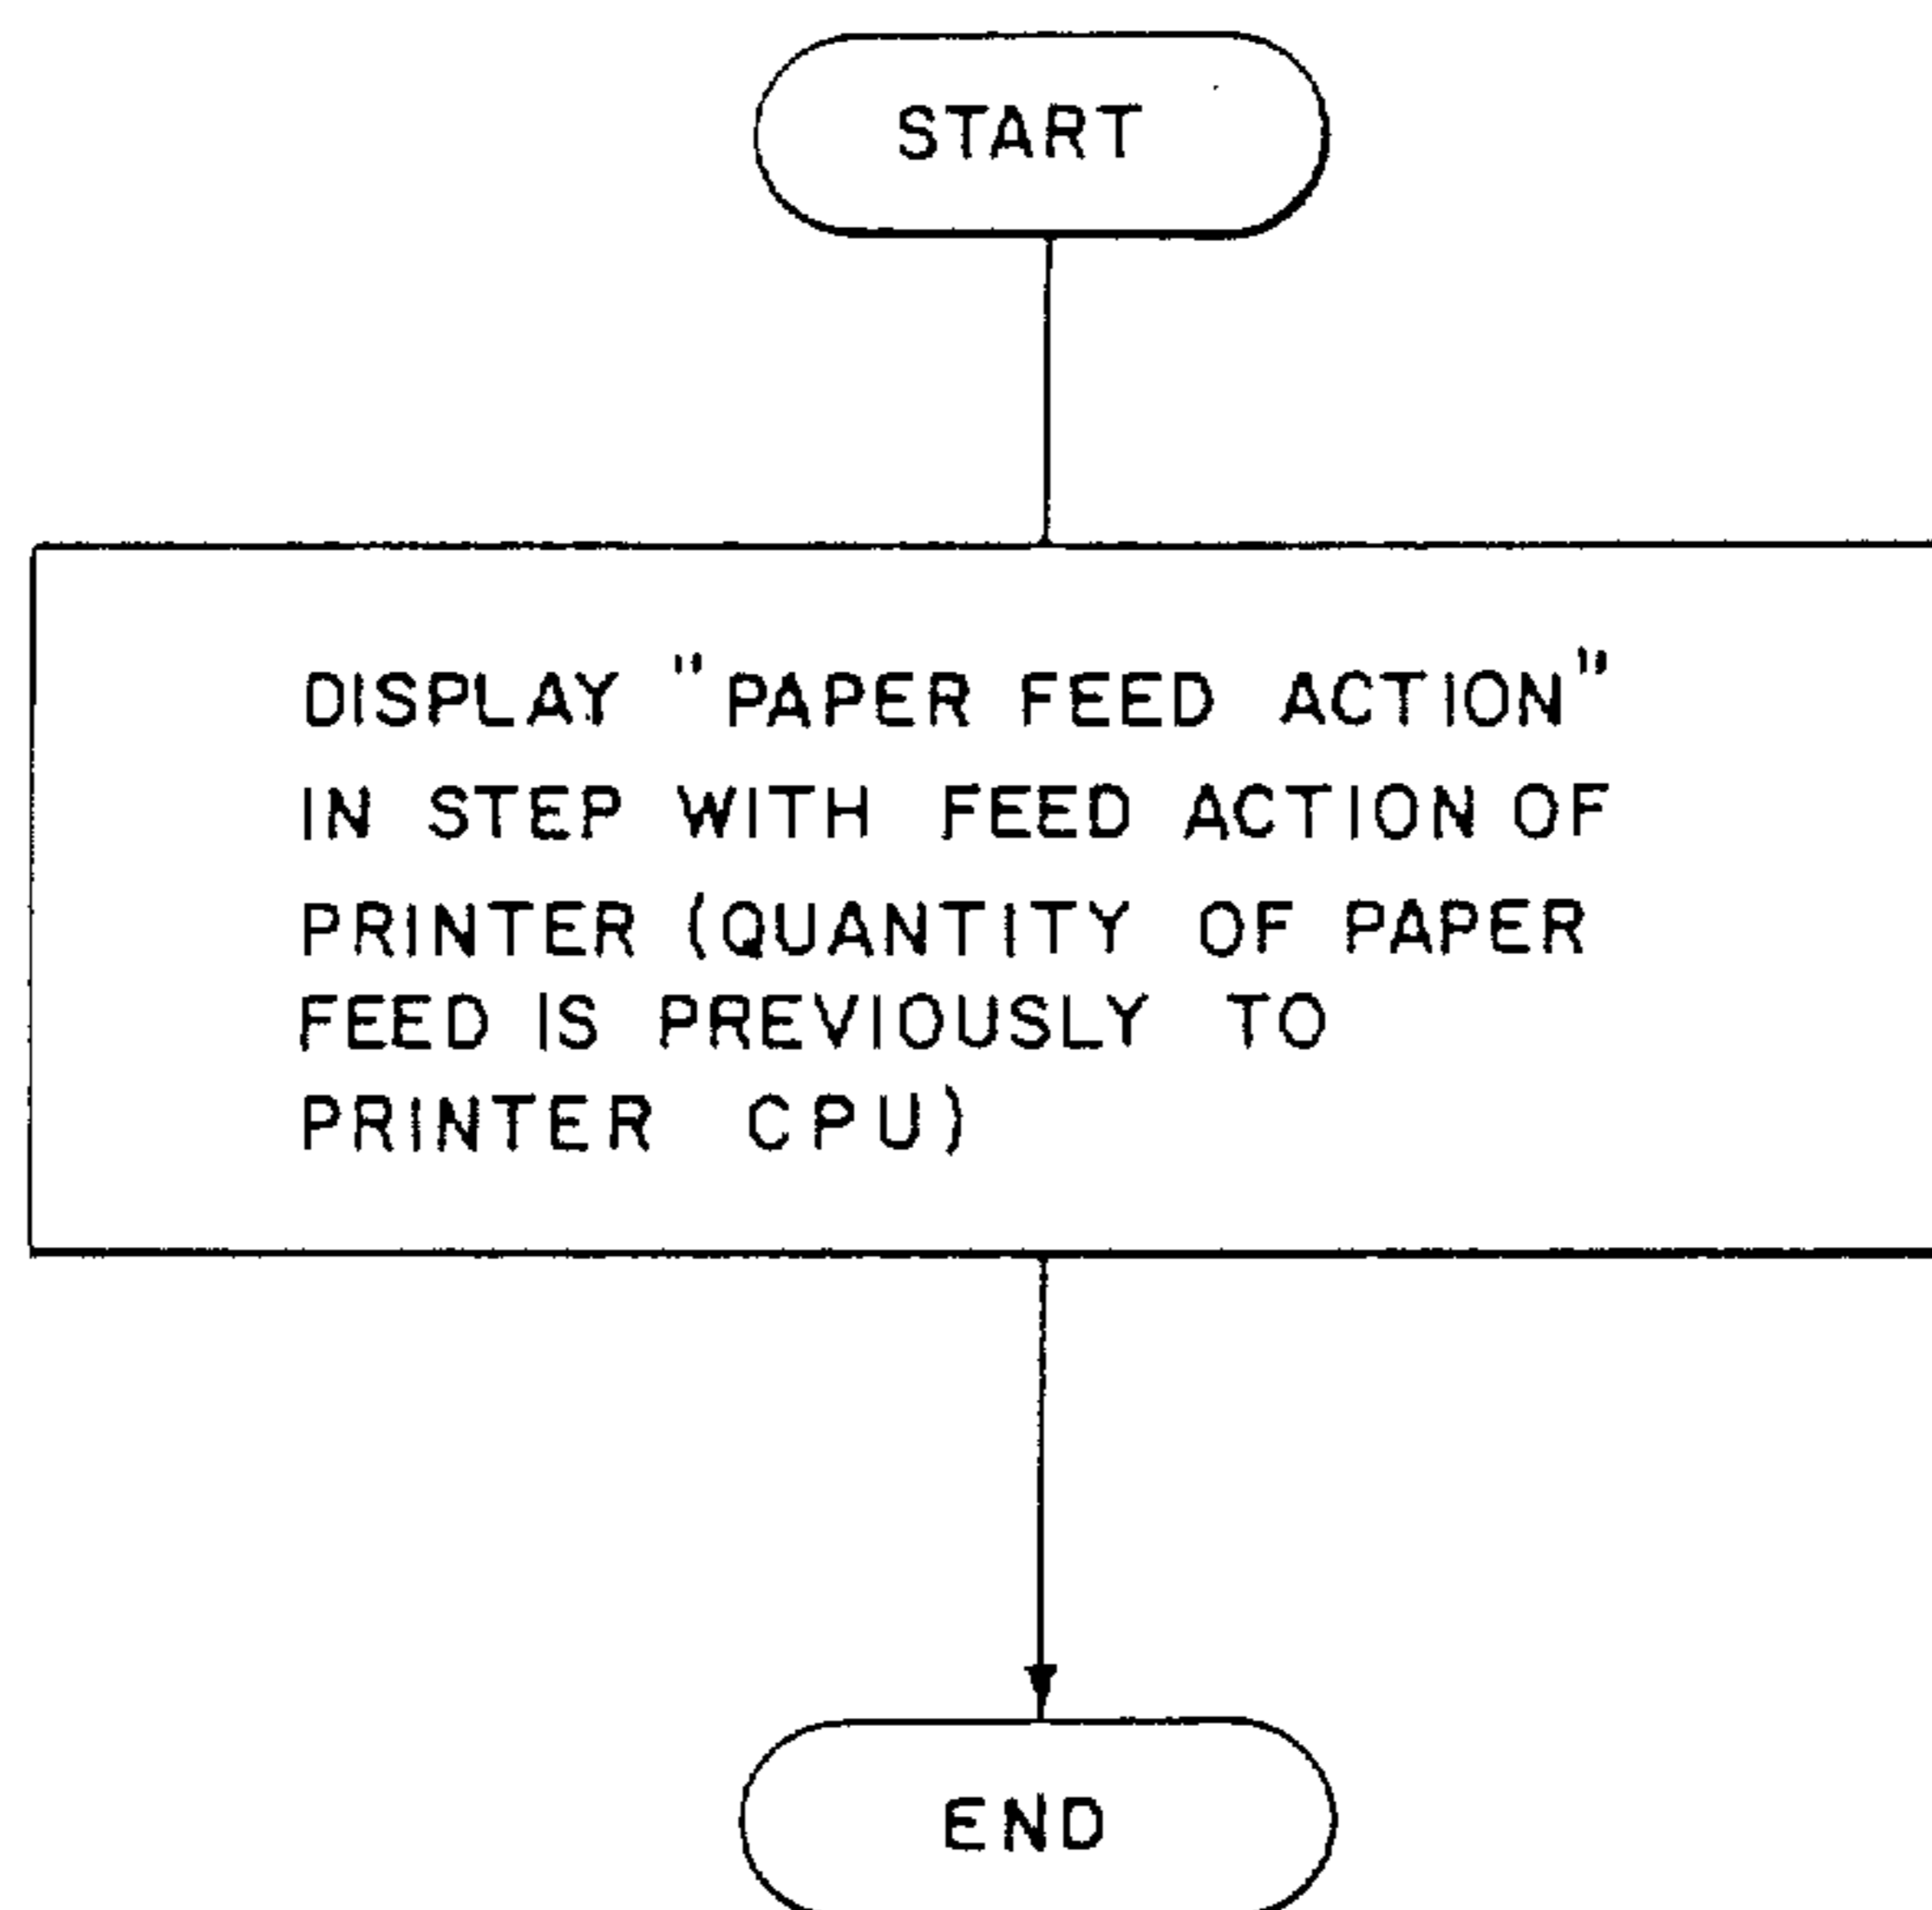 START
DISPLAY "PAPER FEED ACTION"
IN STEP WITH FEED ACTION OF
PRINTER (QUANTITY OF PAPER
FEED IS PREVIOUSLY TO
PRINTER CPU)
END